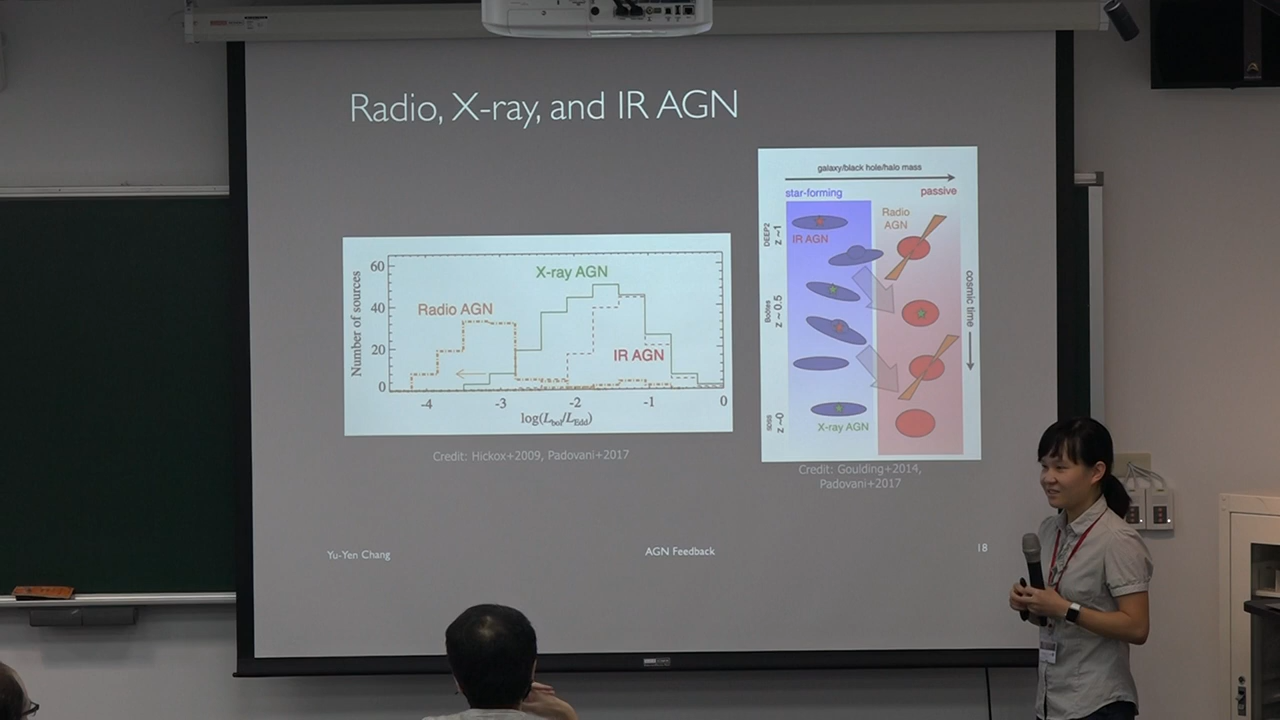 Radio, X-ray, and IR AGN
Number of sources
60
40
20
0
X-ray AGN
Radio AGN
IR AGN
-4
-3
-2
-1
0
log(Lbol/LEdd)
Credit: Hickox+2009, Padovani+2017
galaxy/black hole/halo mass
star-forming
passive
DEEP2
z ~1
Boötes
z ~ 0.5
SDSS
z ~0
IR AGN
Radio
AGN
X-ray AGN
cosmic time
Credit: Goulding+2014,
Padovani+2017
Yu-Yen Chang
AGN Feedback
18